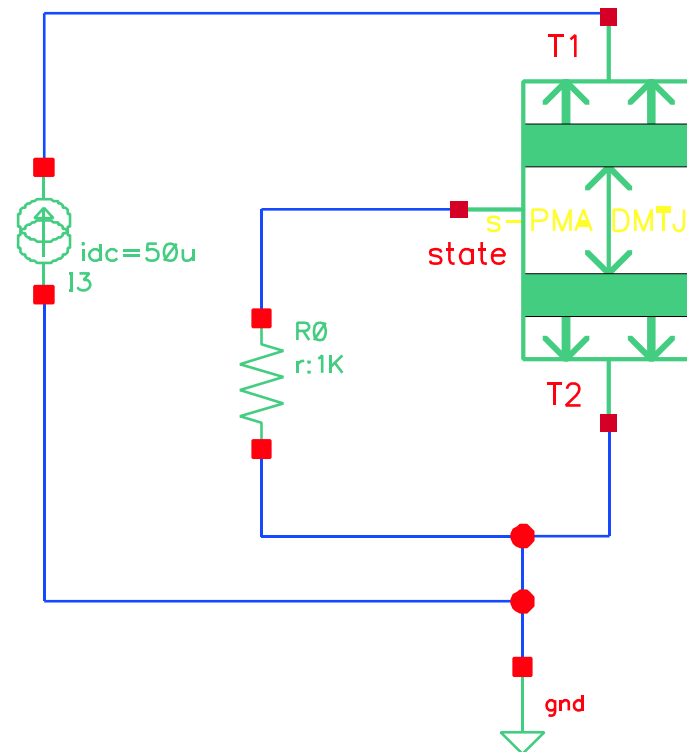 T1
s-PMA DMTJ
state
idc=50u
I3
R0
r:1K
T2
gnd